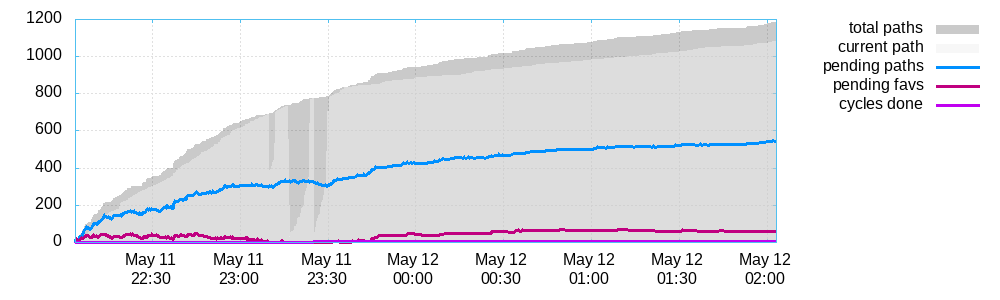 1200
1000
800
600
400
200
0
May 11 May 11 May 11 May 12 May 12 May 12 May 12 May 12
22:30 23:00 23:30 00:00 00:30 01:00 01:30 02:00
total paths
current path
pending paths
pending favs
cycles done